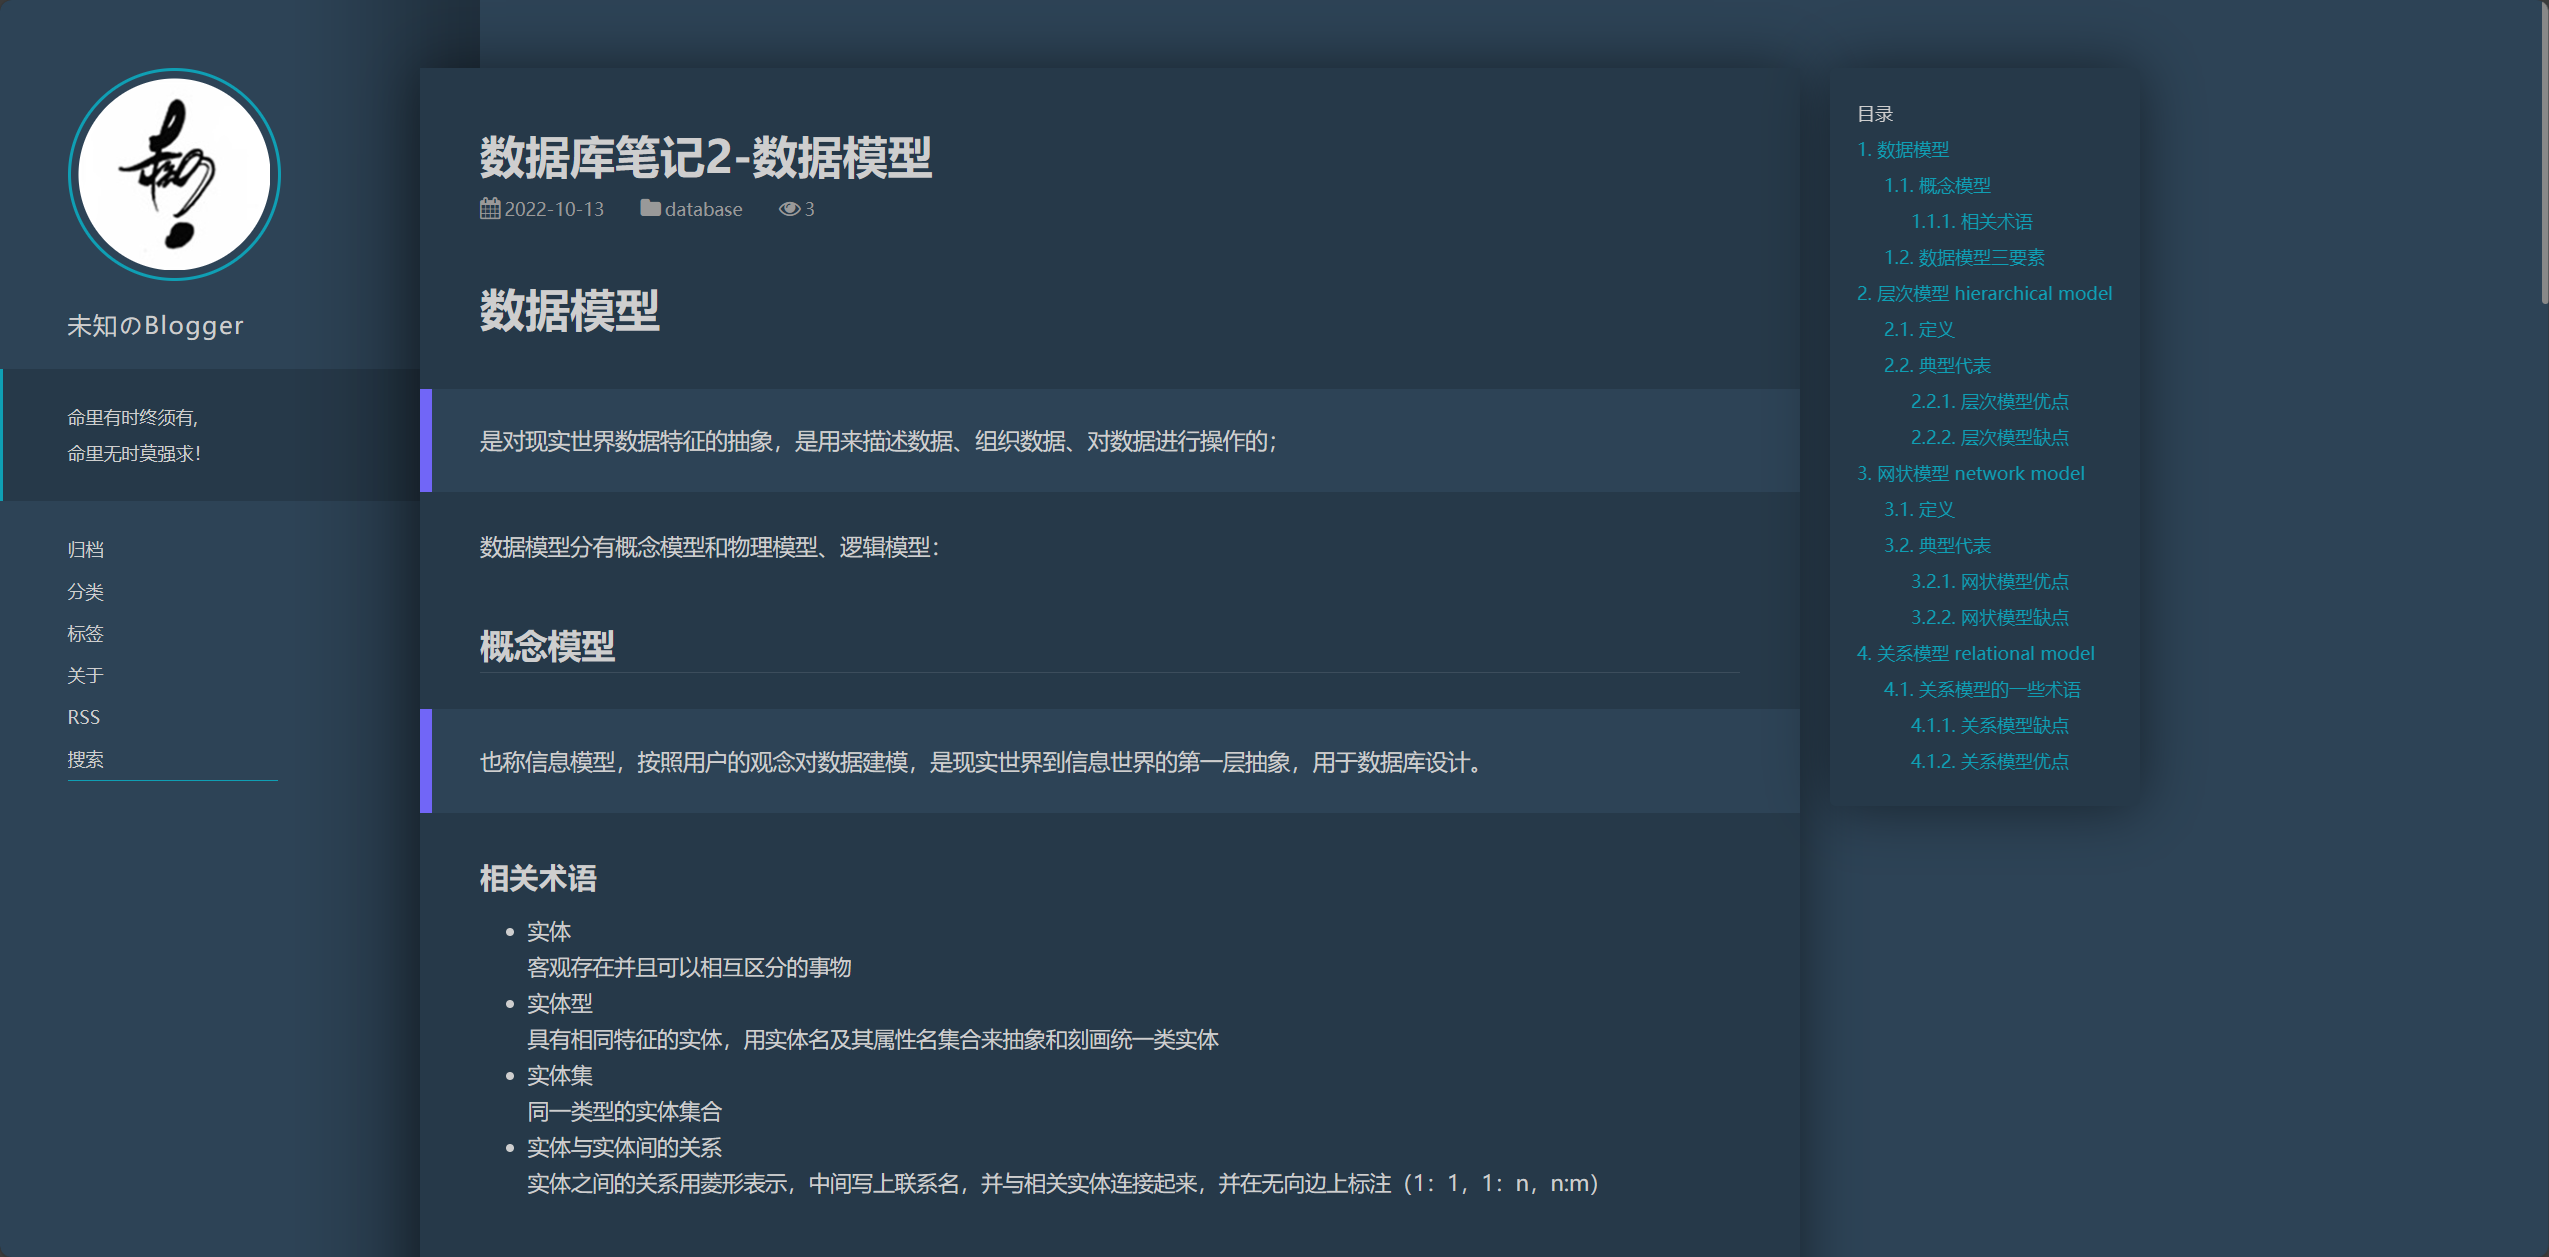 未知のBlogger
命里有时终须有,
命里无时莫强求!
归档
分类
标签
关于
RSS
搜索
数据库笔记2-数据模型
2022-10-13 database 3
数据模型
是对现实世界数据特征的抽象，是用来描述数据、组织数据、对数据进行操作的；
数据模型分有概念模型和物理模型、逻辑模型：
概念模型
也称信息模型，按照用户的观念对数据建模，是现实世界到信息世界的第一层抽象，用于数据库设计。
相关术语
• 实体
客观存在并且可以相互区分的事物
• 实体型
具有相同特征的实体，用实体名及其属性名集合来抽象和刻画统一类实体
• 实体集
同一类型的实体集合
• 实体与实体间的关系
实体之间的关系用菱形表示，中间写上联系名，并与相关实体连接起来，并在无向边上标注（1：1，1：n，n:m）
目录
1. 数据模型
1.1. 概念模型
1.1.1. 相关术语
1.2. 数据模型三要素
2. 层次模型 hierarchical model
2.1. 定义
2.2. 典型代表
2.2.1. 层次模型优点
2.2.2. 层次模型缺点
3. 网状模型 network model
3.1. 定义
3.2. 典型代表
3.2.1. 网状模型优点
3.2.2. 网状模型缺点
4. 关系模型 relational model
4.1. 关系模型的一些术语
4.1.1. 关系模型缺点
4.1.2. 关系模型优点